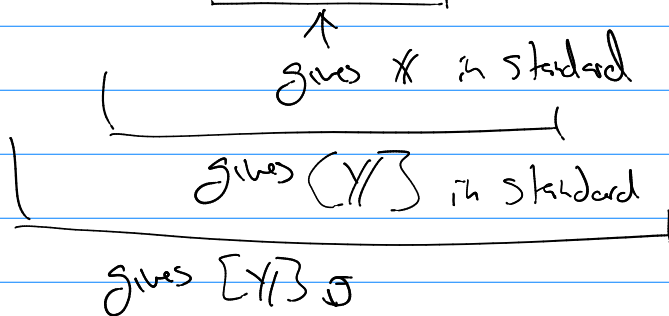 gives x in standard
gives [y] in standard
gives [y]